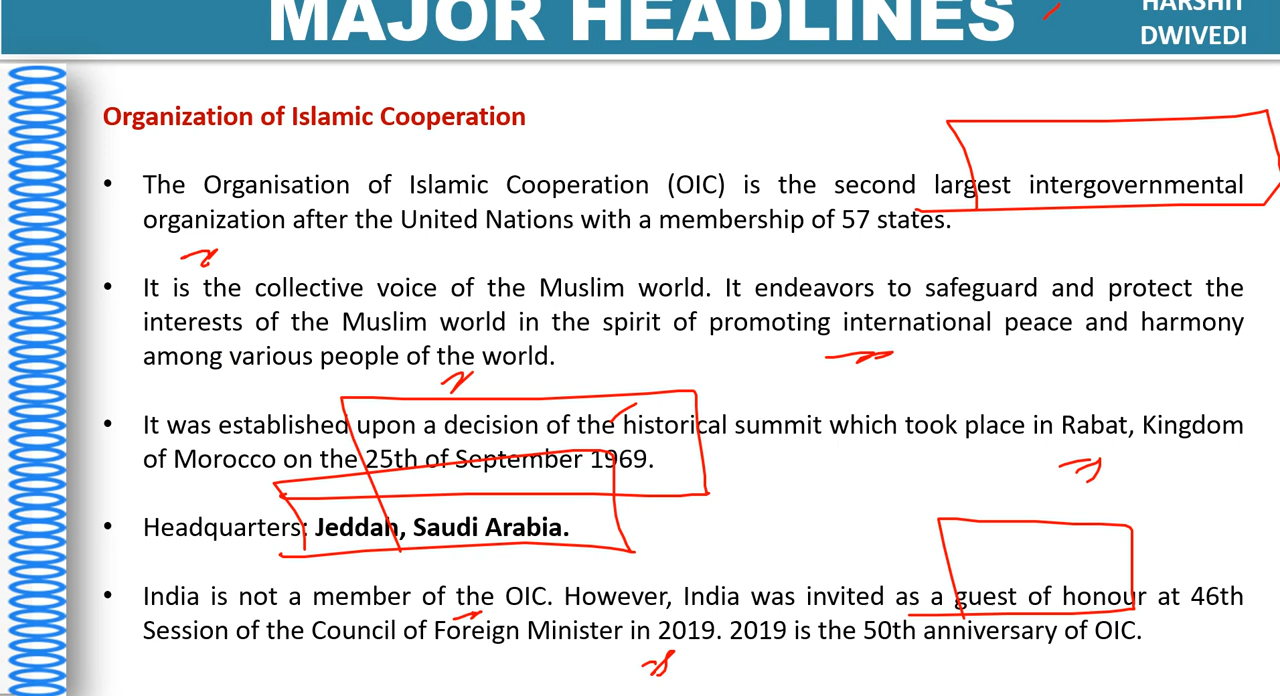 MAJOR HEADLINES
HARSHIT
DWIVEDI
Organization of Islamic Cooperation
• The Organisation of Islamic Cooperation (OIC) is the second largest intergovernmental
organization after the United Nations with a membership of 57 states.
• It is the collective voice of the Muslim world. It endeavors to safeguard and protect the
interests of the Muslim world in the spirit of promoting international peace and harmony
among various people of the world.
• It was established upon a decision of the historical summit which took place in Rabat, Kingdom
of Morocco on the 25th of September 1969.
• Headquarters: Jeddah, Saudi Arabia.
• India is not a member of the OIC. However, India was invited as a guest of honour at 46th
Session of the Council of Foreign Minister in 2019. 2019 is the 50th anniversary of OIC.